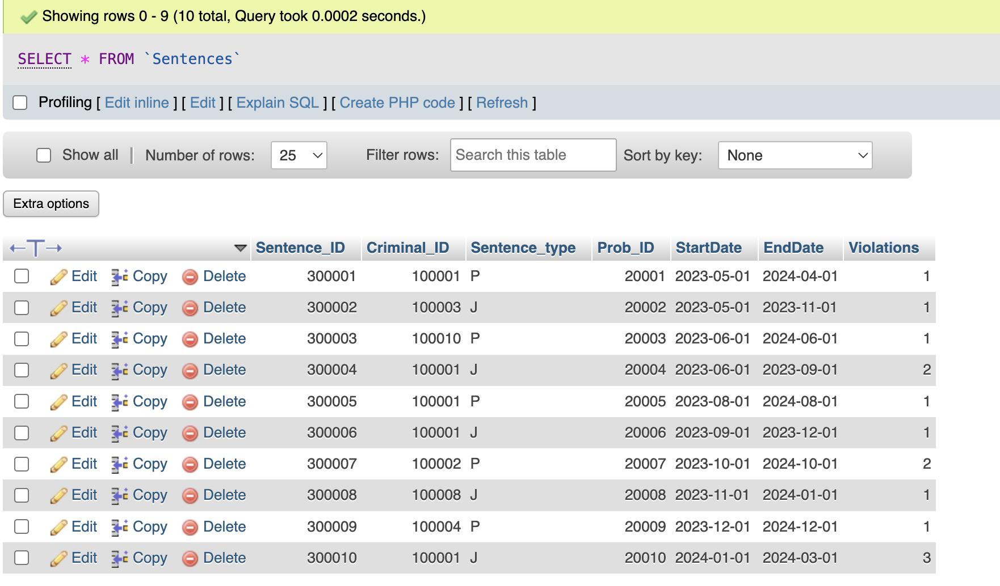 Showing rows 0 - 9 (10 total, Query took 0.0002 seconds.)
SELECT * FROM `Sentences`
Profiling [ Edit inline ] [ Edit ] [ Explain SQL ] [ Create PHP code ] [ Refresh ]
Show all | Number of rows: 25 Filter rows: Search this table Sort by key: None
Extra options
←T→ Sentence_ID Criminal_ID Sentence_type Prob_ID StartDate EndDate Violations
Edit Copy Delete 300001 100001 P 20001 2023-05-01 2024-04-01 1
Edit Copy Delete 300002 100003 J 20002 2023-05-01 2023-11-01 1
Edit Copy Delete 300003 100010 P 20003 2023-06-01 2024-06-01 1
Edit Copy Delete 300004 100001 J 20004 2023-06-01 2023-09-01 2
Edit Copy Delete 300005 100001 P 20005 2023-08-01 2024-08-01 1
Edit Copy Delete 300006 100001 J 20006 2023-09-01 2023-12-01 1
Edit Copy Delete 300007 100002 P 20007 2023-10-01 2024-10-01 2
Edit Copy Delete 300008 100008 J 20008 2023-11-01 2024-01-01 1
Edit Copy Delete 300009 100004 P 20009 2023-12-01 2024-12-01 1
Edit Copy Delete 300010 100001 J 20010 2024-01-01 2024-03-01 3